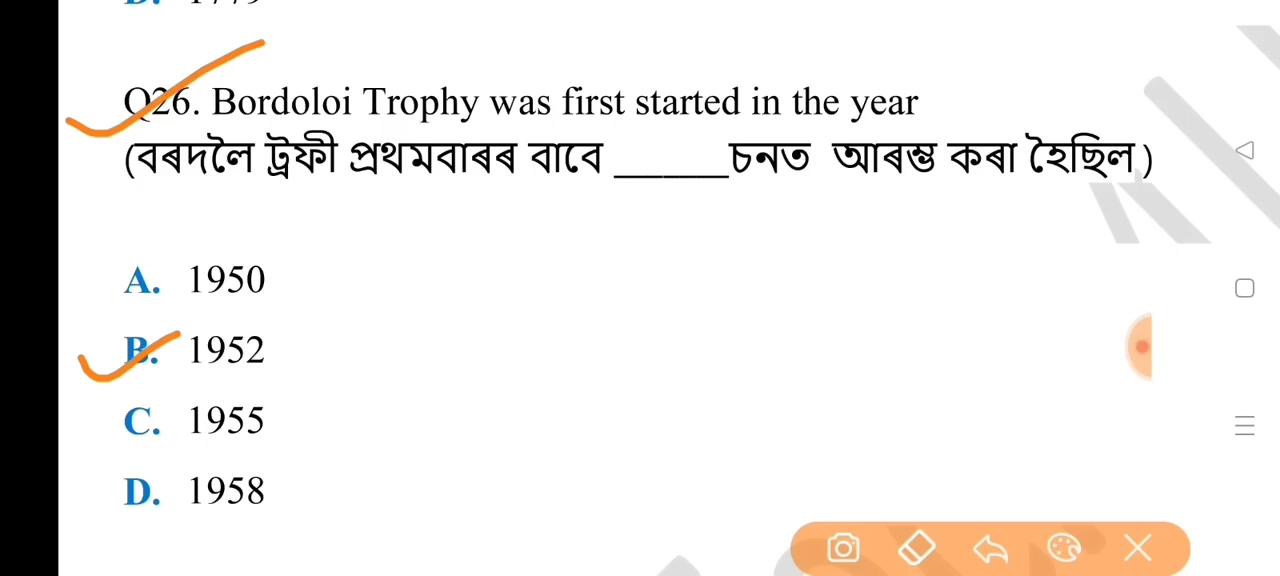 Q26. Bordoloi Trophy was first started in the year
(বৰদলৈ ট্ৰফী প্ৰথমবাৰৰ বাবে ______চনত আৰম্ভ কৰা হৈছিল)
A. 1950
B. 1952
C. 1955
D. 1958